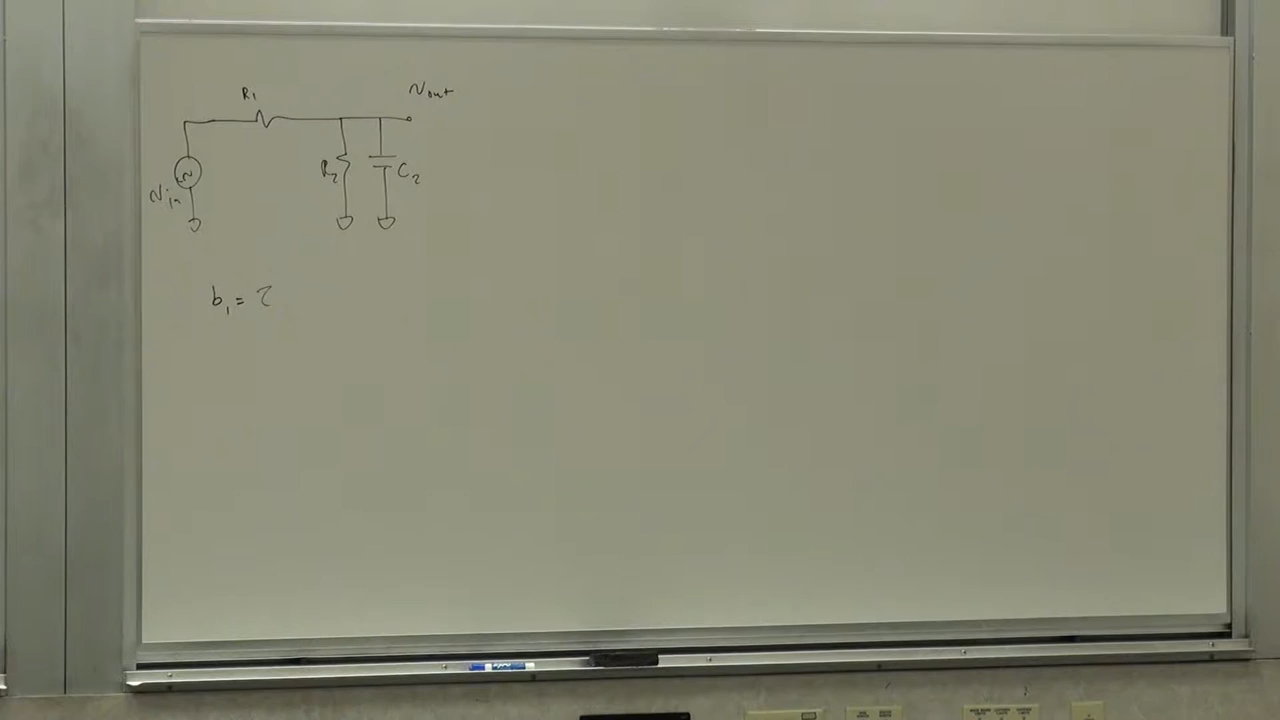 R1
Vout
R2
C2
Vin
b1 = τ